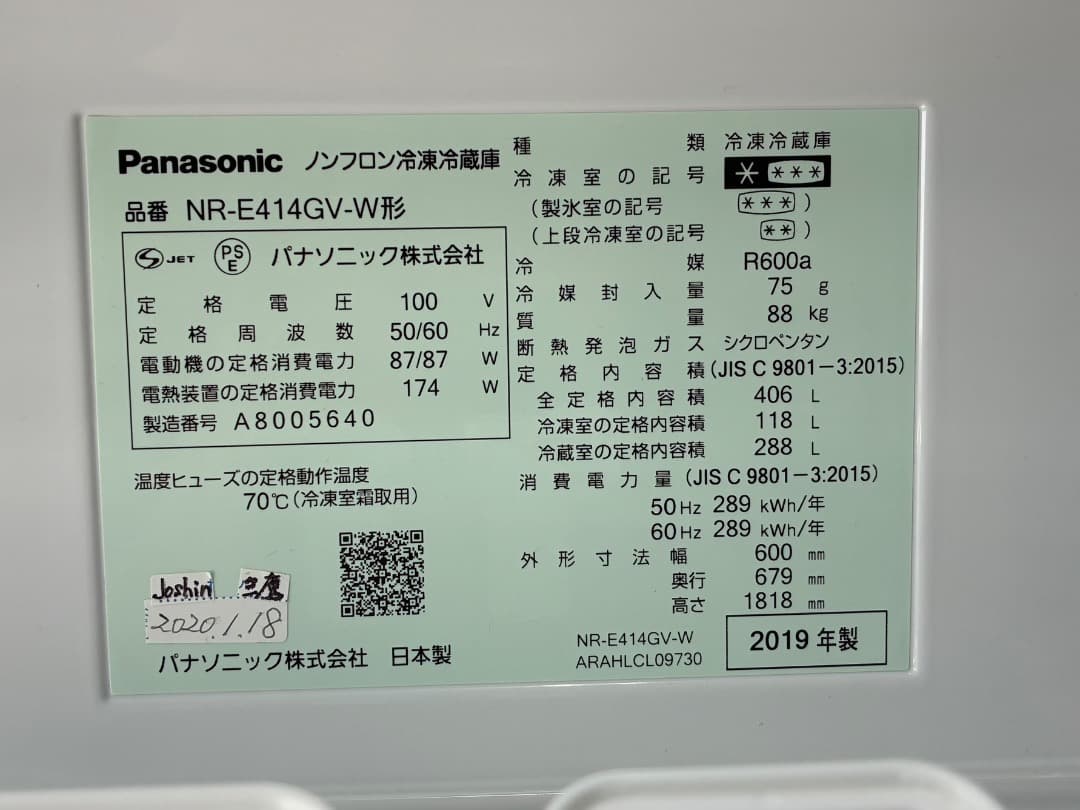 Panasonic ノンフロン冷凍冷蔵庫
品番 NR-E414GV-W形
JET PSE パナソニック株式会社
定格電圧 100 V
定格周波数 50/60 Hz
電動機の定格消費電力 87/87 W
電熱装置の定格消費電力 174 W
製造番号 A8005640
温度ヒューズの定格動作温度
70℃(冷凍室霜取用)
Joshin 三鷹
2020.1.18
パナソニック株式会社 日本製
種類 冷凍冷蔵庫
冷凍室の記号 * ***
(製氷室の記号 ***)
(上段冷凍室の記号 **)
冷媒 R600a
冷媒封入量 75 g
質量 88 kg
断熱発泡ガス シクロペンタン
定格内容積(JIS C 9801-3:2015)
全定格内容積 406 L
冷凍室の定格内容積 118 L
冷蔵室の定格内容積 288 L
消費電力量(JIS C 9801-3:2015)
50Hz 289 kWh/年
60Hz 289 kWh/年
外形寸法幅 600 mm
奥行 679 mm
高さ 1818 mm
NR-E414GV-W
ARAHLCL09730
2019年製